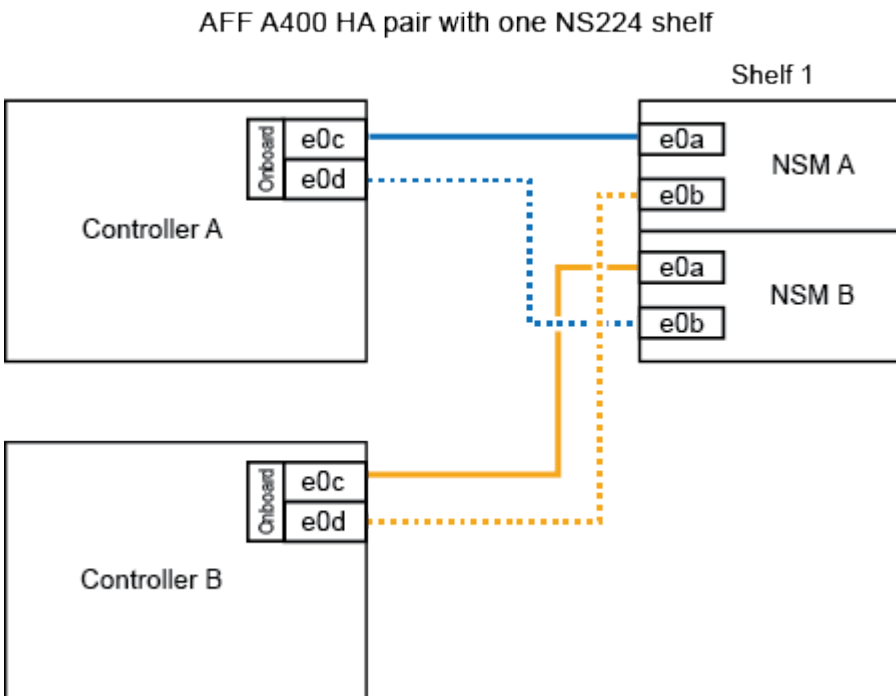 AFF A400 HA pair with one NS224 shelf
Shelf 1
Onboard
e0c
e0d
Controller A
e0a
e0b
NSM A
e0a
e0b
NSM B
Onboard
e0c
e0d
Controller B